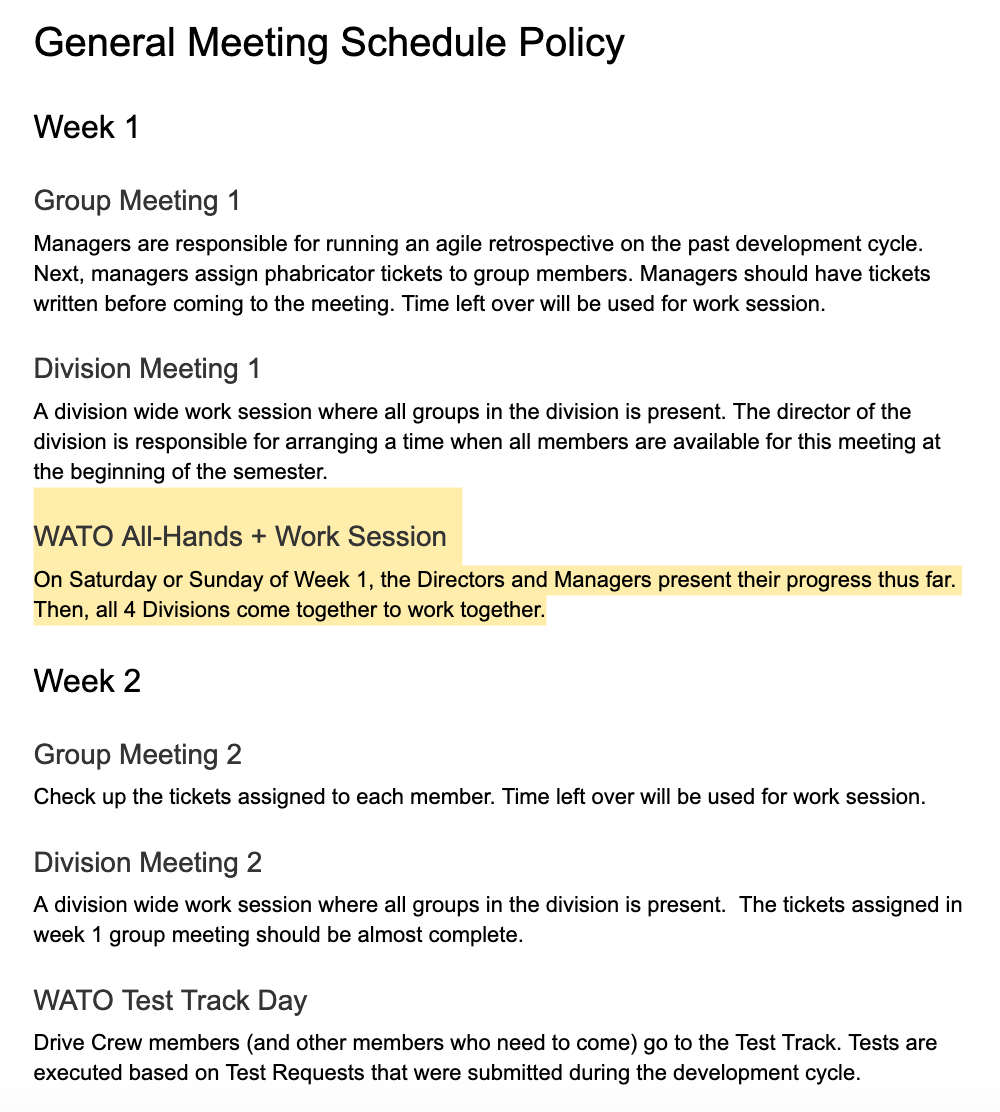 General Meeting Schedule Policy
Week 1
Group Meeting 1
Managers are responsible for running an agile retrospective on the past development cycle.
Next, managers assign phabricator tickets to group members. Managers should have tickets
written before coming to the meeting. Time left over will be used for work session.
Division Meeting 1
A division wide work session where all groups in the division is present. The director of the
division is responsible for arranging a time when all members are available for this meeting at
the beginning of the semester.
WATO All-Hands + Work Session
On Saturday or Sunday of Week 1, the Directors and Managers present their progress thus far.
Then, all 4 Divisions come together to work together.
Week 2
Group Meeting 2
Check up the tickets assigned to each member. Time left over will be used for work session.
Division Meeting 2
A division wide work session where all groups in the division is present.  The tickets assigned in
week 1 group meeting should be almost complete.
WATO Test Track Day
Drive Crew members (and other members who need to come) go to the Test Track. Tests are
executed based on Test Requests that were submitted during the development cycle.